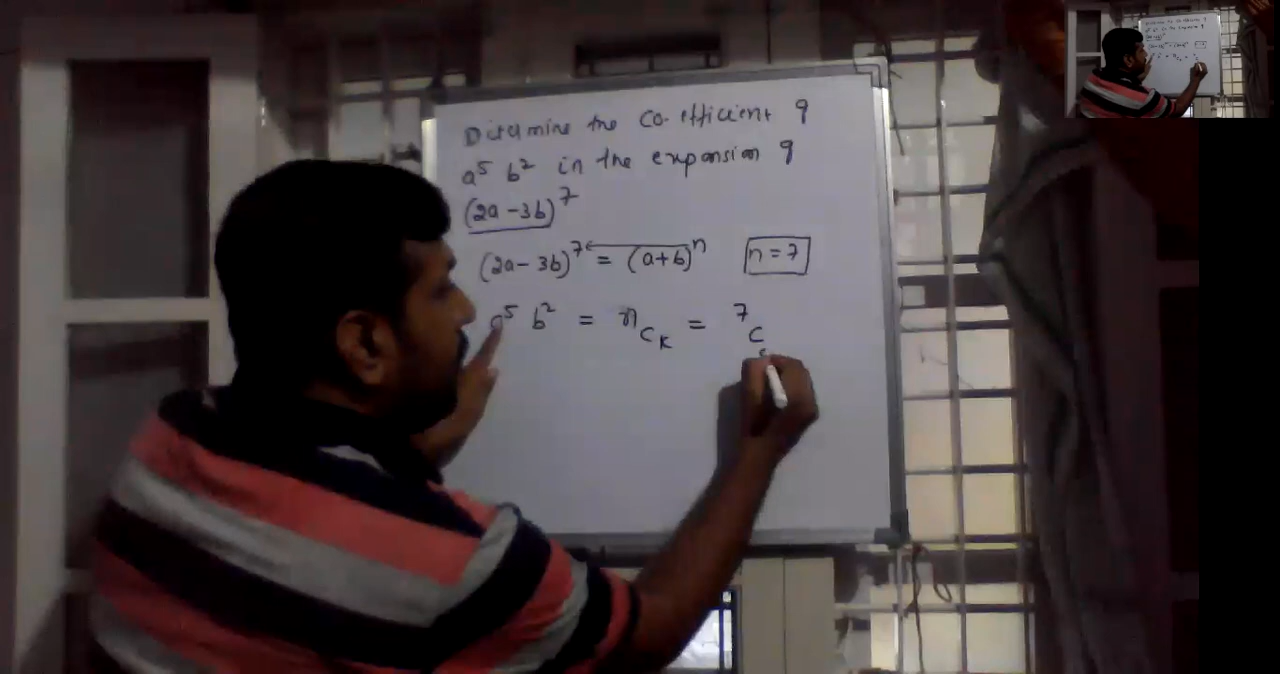 Determine the co-efficient of
a⁵ b² in the expansion of
(2a - 3b)⁷
(2a - 3b)⁷ = (a+b)ⁿ n = 7
a⁵ b² = ⁿC_K = ⁷C